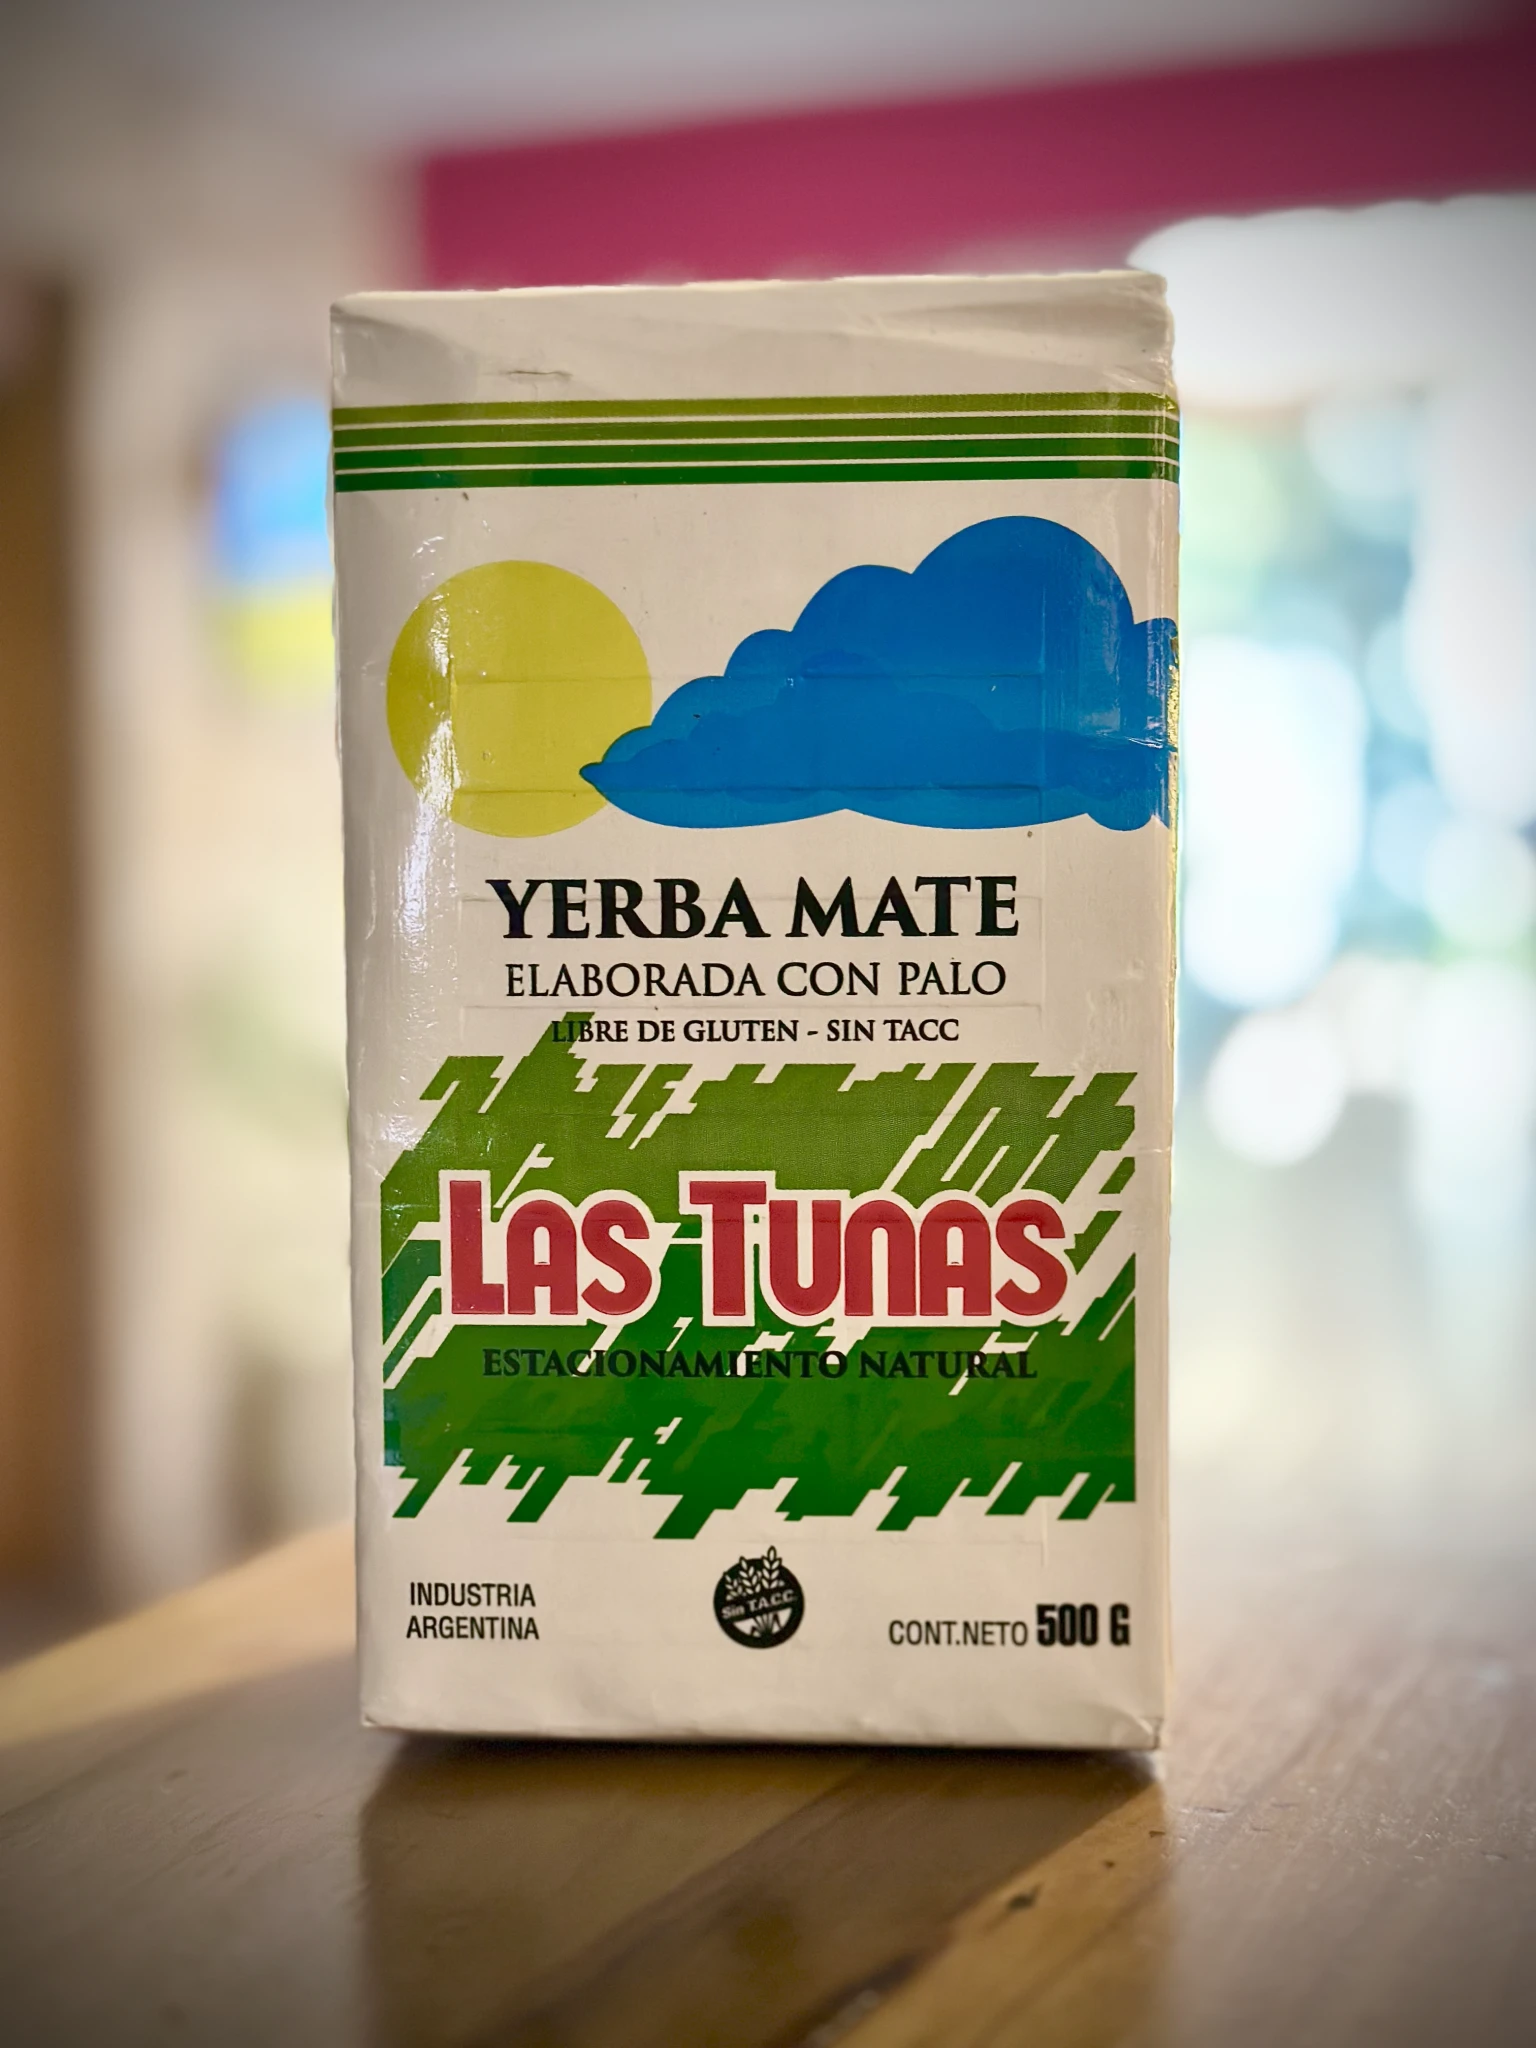 YERBA MATE
ELABORADA CON PALO
LIBRE DE GLUTEN - SIN TACC
LAS TUNAS
ESTACIONAMIENTO NATURAL
INDUSTRIA
ARGENTINA
Sin T.A.C.C.
CONT.NETO 500 G